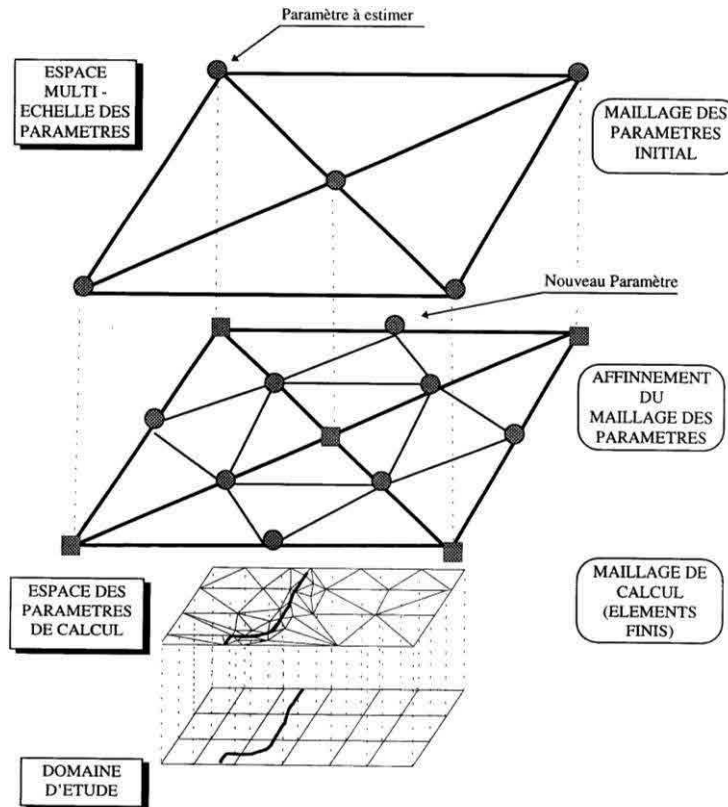 Paramètre à estimer
ESPACE
MULTI -
ECHELLE DES
PARAMETRES
MAILLAGE DES
PARAMETRES
INITIAL
Nouveau Paramètre
AFFINNEMENT
DU
MAILLAGE DES
PARAMETRES
ESPACE DES
PARAMETRES
DE CALCUL
MAILLAGE DE
CALCUL
(ELEMENTS
FINIS)
DOMAINE
D'ETUDE